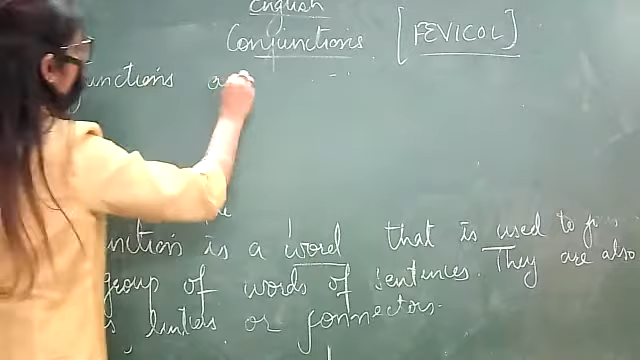 English
Conjunctions [FEVICOL]
unctions a
nction is a word that is used to
group of words of sentences. They are also
linkers or connectors.